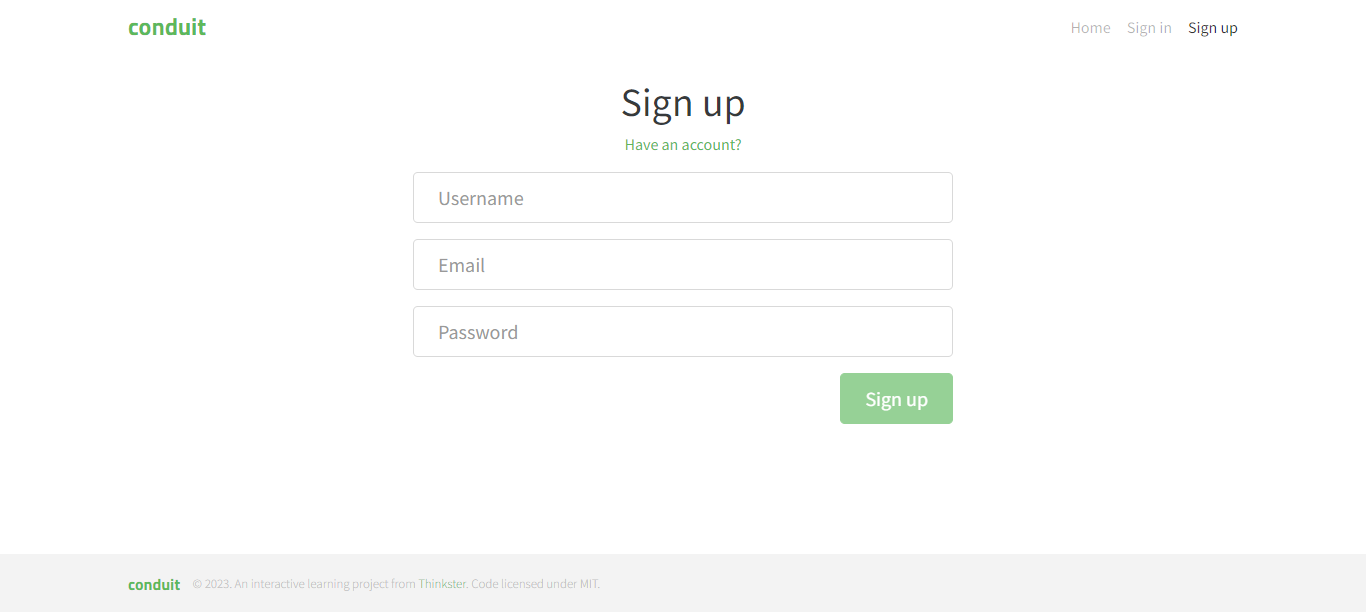 conduit
Home Sign in Sign up
Sign up
Have an account?
Username
Email
Password
Sign up
conduit © 2023. An interactive learning project from Thinkster. Code licensed under MIT.